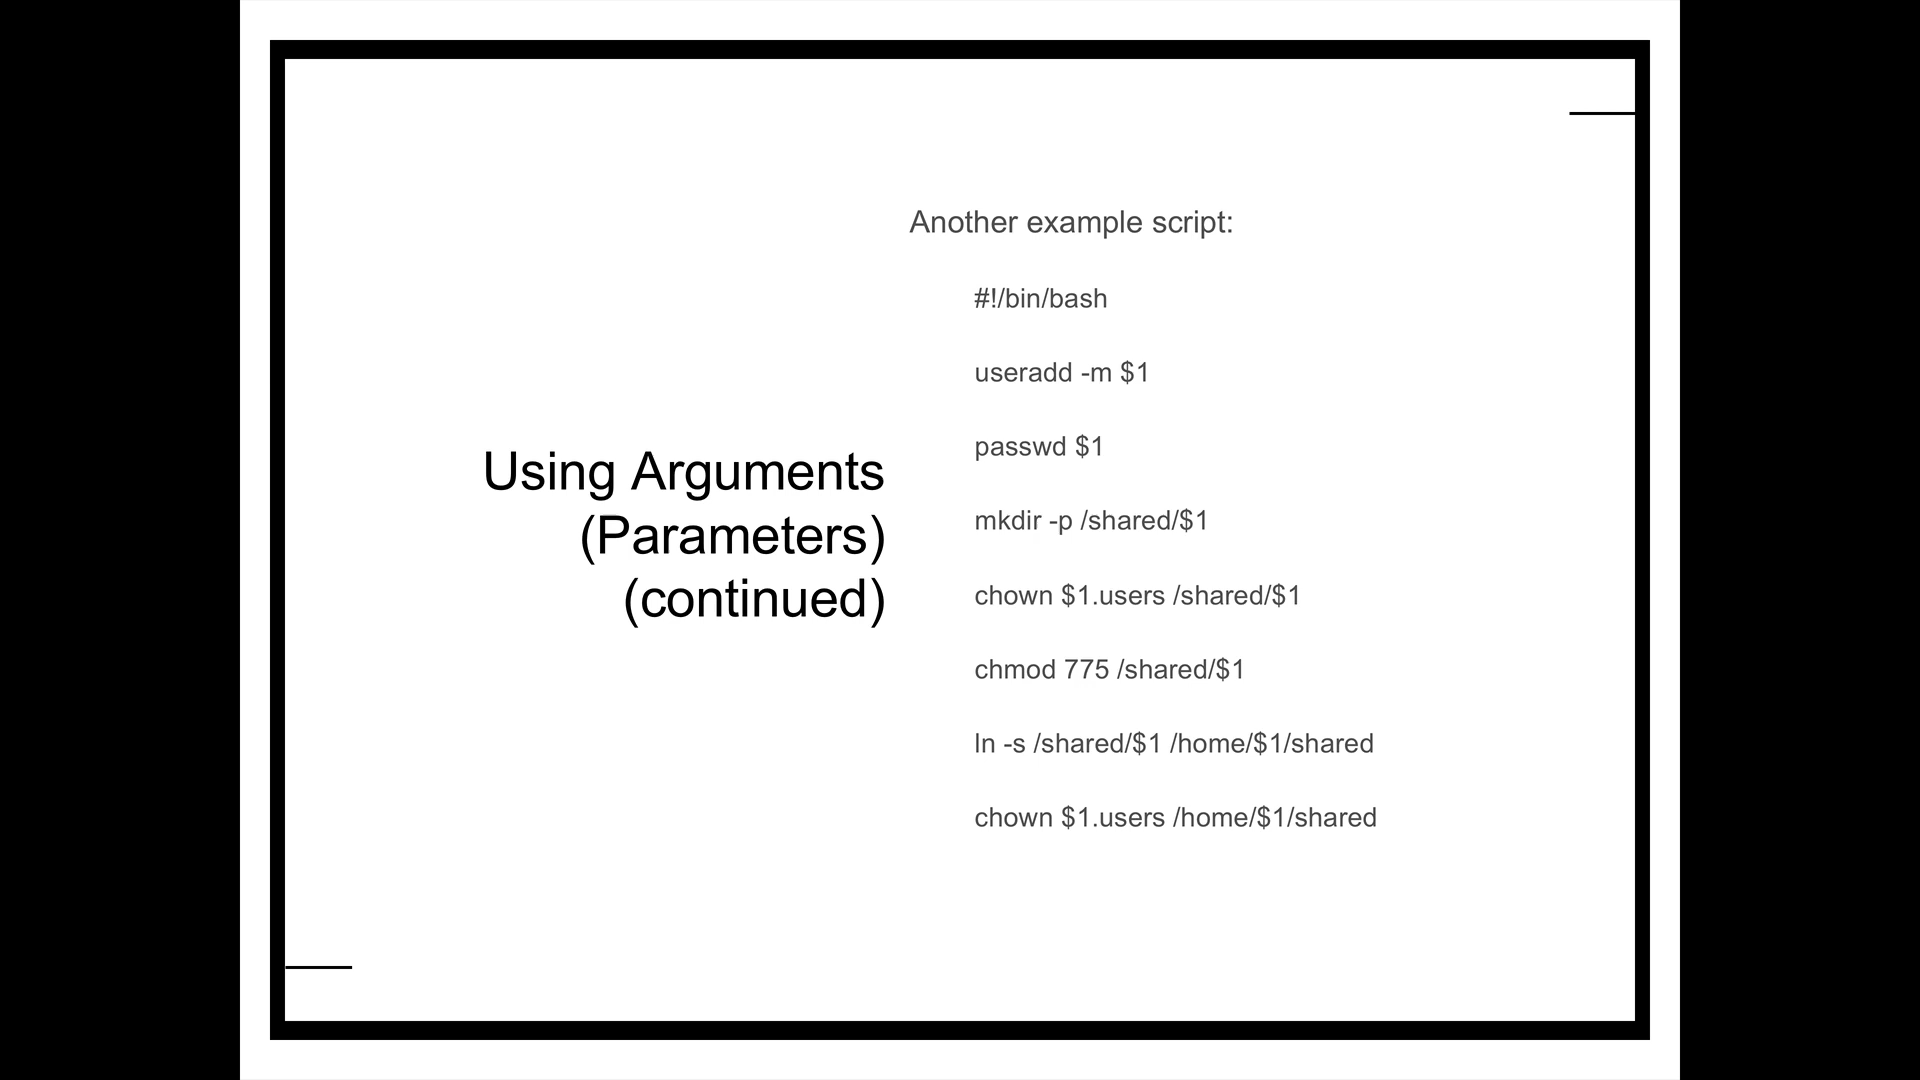 Using Arguments
(Parameters)
(continued)
Another example script:
#!/bin/bash
useradd -m $1
passwd $1
mkdir -p /shared/$1
chown $1.users /shared/$1
chmod 775 /shared/$1
ln -s /shared/$1 /home/$1/shared
chown $1.users /home/$1/shared